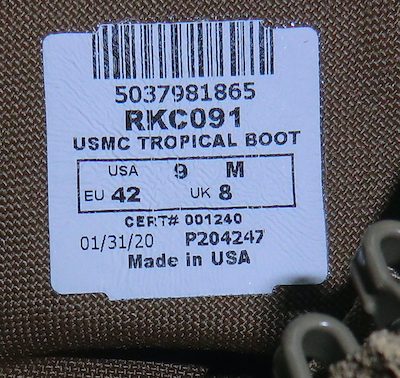 5037981865
RKC091
USMC TROPICAL BOOT
USA 9 M
EU 42 UK 8
CERT# 001240
01/31/20 P204247
Made in USA